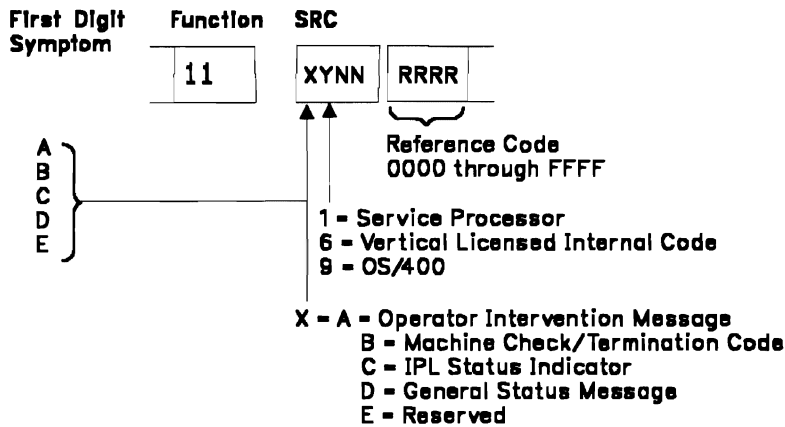 First Digit Function SRC
Symptom
11 XYNN RRRR
Reference Code
0000 through FFFF
A
B
C
D
E
1 = Service Processor
6 = Vertical Licensed Internal Code
9 = OS/400
X = A = Operator Intervention Message
B = Machine Check/Termination Code
C = IPL Status Indicator
D = General Status Message
E = Reserved